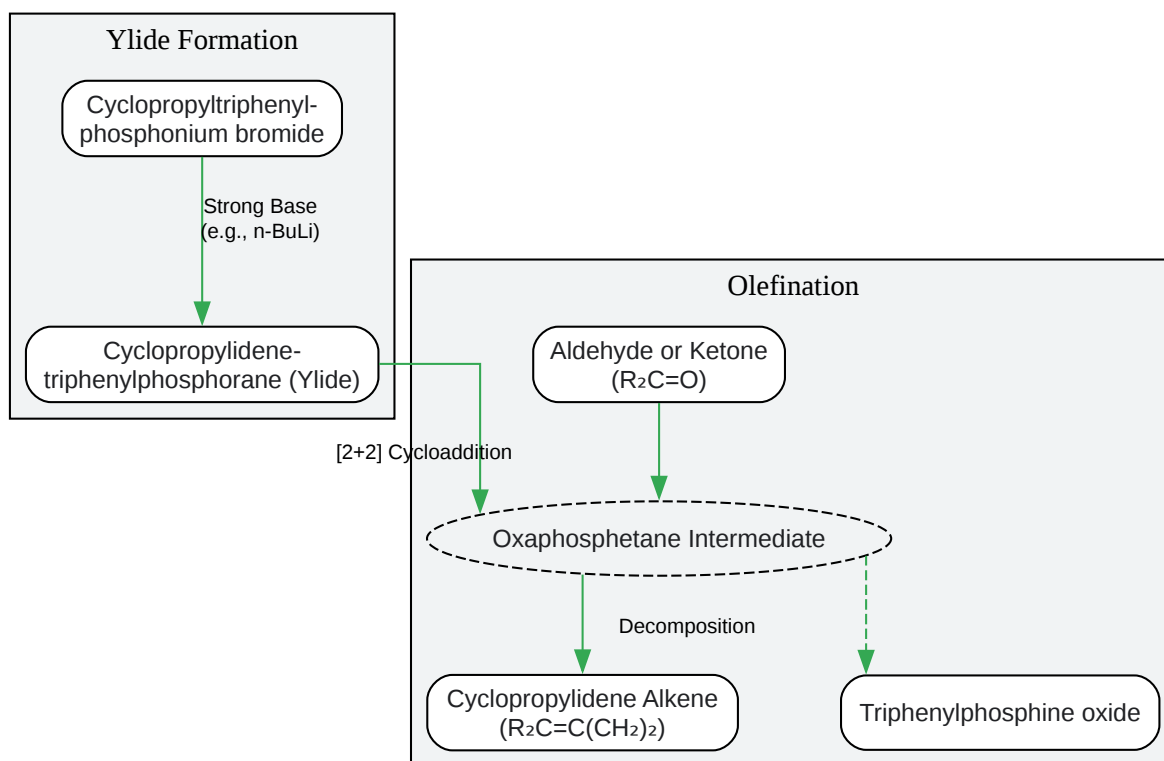 Ylide Formation
Cyclopropyltriphenyl-
phosphonium bromide
Strong Base
(e.g., n-BuLi)
Cyclopropylidene-
triphenylphosphorane (Ylide)
Olefination
Aldehyde or Ketone
(R₂C=O)
[2+2] Cycloaddition
Oxaphosphetane Intermediate
Decomposition
Cyclopropylidene Alkene
(R₂C=C(CH₂)₂)
Triphenylphosphine oxide